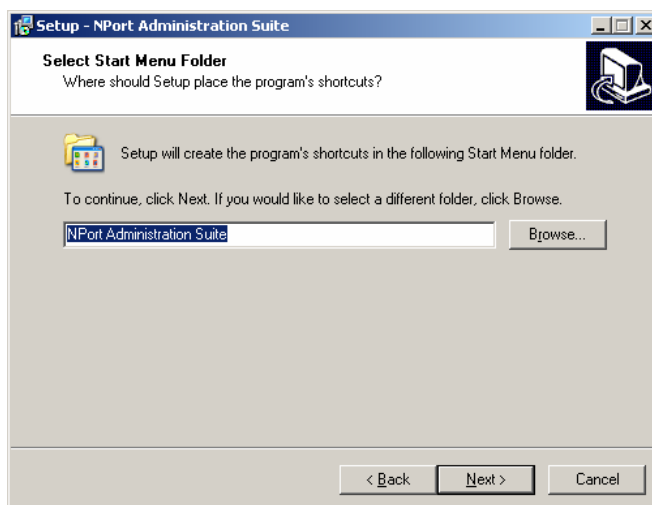 Setup - NPort Administration Suite
Select Start Menu Folder
Where should Setup place the program's shortcuts?
Setup will create the program's shortcuts in the following Start Menu folder.
To continue, click Next. If you would like to select a different folder, click Browse.
NPort Administration Suite
Browse...
< Back
Next >
Cancel